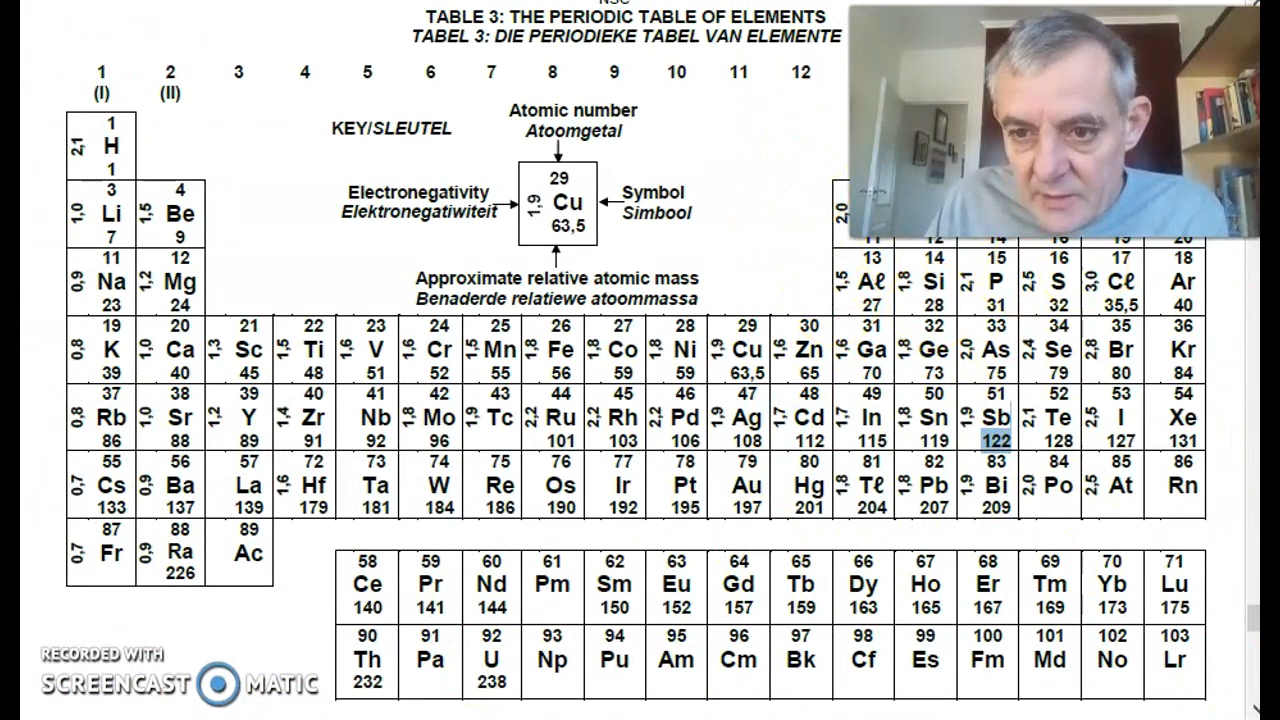 NSC
TABLE 3: THE PERIODIC TABLE OF ELEMENTS
TABEL 3: DIE PERIODIEKE TABEL VAN ELEMENTE
1 2 3 4 5 6 7 8 9 10 11 12
(I) (II)
KEY/SLEUTEL
Atomic number
Atoomgetal
Electronegativity
Elektronegatiwiteit
29
1,9 Cu
63,5
Symbol
Simbool
Approximate relative atomic mass
Benaderde relatiewe atoommassa
1
2,1 H
1
3 4
1,0 Li 1,5 Be 2,0
7 9 11 12 14 16 19 20
11 12 13 14 15 16 17 18
0,9 Na 1,2 Mg 1,5 Aℓ 1,8 Si 2,1 P 2,5 S 3,0 Cℓ Ar
23 24 27 28 31 32 35,5 40
19 20 21 22 23 24 25 26 27 28 29 30 31 32 33 34 35 36
0,8 K 1,0 Ca 1,3 Sc 1,5 Ti 1,6 V 1,6 Cr 1,5 Mn 1,8 Fe 1,8 Co 1,8 Ni 1,9 Cu 1,6 Zn 1,6 Ga 1,8 Ge 2,0 As 2,4 Se 2,8 Br Kr
39 40 45 48 51 52 55 56 59 59 63,5 65 70 73 75 79 80 84
37 38 39 40 41 42 43 44 45 46 47 48 49 50 51 52 53 54
0,8 Rb 1,0 Sr 1,2 Y 1,4 Zr Nb 1,8 Mo 1,9 Tc 2,2 Ru 2,2 Rh 2,2 Pd 1,9 Ag 1,7 Cd 1,7 In 1,8 Sn 1,9 Sb 2,1 Te 2,5 I Xe
86 88 89 91 92 96 101 103 106 108 112 115 119 122 128 127 131
55 56 57 72 73 74 75 76 77 78 79 80 81 82 83 84 85 86
0,7 Cs 0,9 Ba La 1,6 Hf Ta W Re Os Ir Pt Au Hg 1,8 Tℓ 1,8 Pb 1,9 Bi 2,0 Po 2,5 At Rn
133 137 139 179 181 184 186 190 192 195 197 201 204 207 209
87 88 89
0,7 Fr 0,9 Ra Ac
226
58 59 60 61 62 63 64 65 66 67 68 69 70 71
Ce Pr Nd Pm Sm Eu Gd Tb Dy Ho Er Tm Yb Lu
140 141 144 150 152 157 159 163 165 167 169 173 175
90 91 92 93 94 95 96 97 98 99 100 101 102 103
Th Pa U Np Pu Am Cm Bk Cf Es Fm Md No Lr
232 238
RECORDED WITH
SCREENCAST MATIC